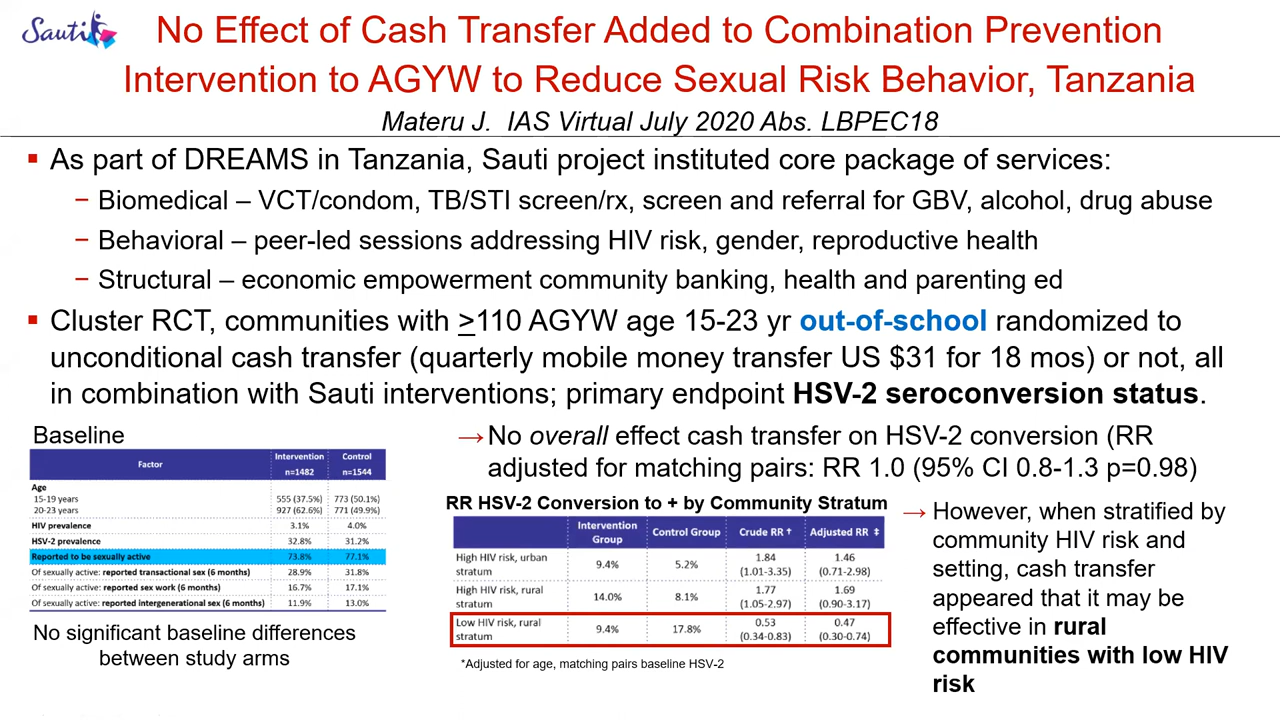 Sauti
No Effect of Cash Transfer Added to Combination Prevention
Intervention to AGYW to Reduce Sexual Risk Behavior, Tanzania
Materu J.  IAS Virtual July 2020 Abs. LBPEC18
▪ As part of DREAMS in Tanzania, Sauti project instituted core package of services:
− Biomedical – VCT/condom, TB/STI screen/rx, screen and referral for GBV, alcohol, drug abuse
− Behavioral – peer-led sessions addressing HIV risk, gender, reproductive health
− Structural – economic empowerment community banking, health and parenting ed
▪ Cluster RCT, communities with >110 AGYW age 15-23 yr out-of-school randomized to
unconditional cash transfer (quarterly mobile money transfer US $31 for 18 mos) or not, all
in combination with Sauti interventions; primary endpoint HSV-2 seroconversion status.
Baseline
Factor Intervention n=1482 Control n=1544
Age
15-19 years 555 (37.5%) 773 (50.1%)
20-23 years 927 (62.6%) 771 (49.9%)
HIV prevalence 3.1% 4.0%
HSV-2 prevalence 32.8% 31.2%
Reported to be sexually active 73.8% 77.1%
Of sexually active: reported transactional sex (6 months) 28.9% 31.8%
Of sexually active: reported sex work (6 months) 16.7% 17.1%
Of sexually active: reported intergenerational sex (6 months) 11.9% 13.0%
No significant baseline differences
between study arms
→No overall effect cash transfer on HSV-2 conversion (RR
adjusted for matching pairs: RR 1.0 (95% CI 0.8-1.3 p=0.98)
RR HSV-2 Conversion to + by Community Stratum
Intervention Group Control Group Crude RR † Adjusted RR ‡
High HIV risk, urban stratum 9.4% 5.2% 1.84 (1.01-3.35) 1.46 (0.71-2.98)
High HIV risk, rural stratum 14.0% 8.1% 1.77 (1.05-2.97) 1.69 (0.90-3.17)
Low HIV risk, rural stratum 9.4% 17.8% 0.53 (0.34-0.83) 0.47 (0.30-0.74)
*Adjusted for age, matching pairs baseline HSV-2
→ However, when stratified by
community HIV risk and
setting, cash transfer
appeared that it may be
effective in rural
communities with low HIV
risk